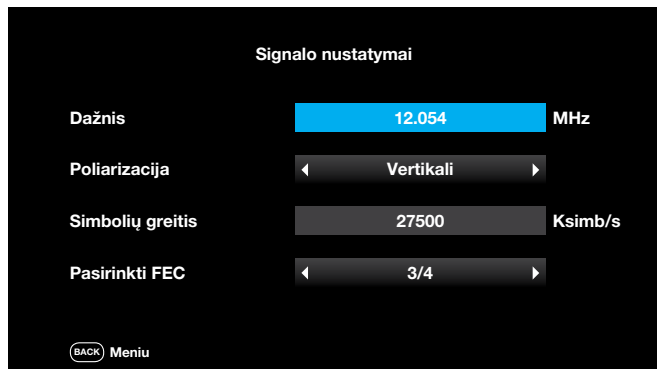 Signalo nustatymai
Dažnis 12.054 MHz
Poliarizacija Vertikali
Simbolių greitis 27500 Ksimb/s
Pasirinkti FEC 3/4
BACK Meniu